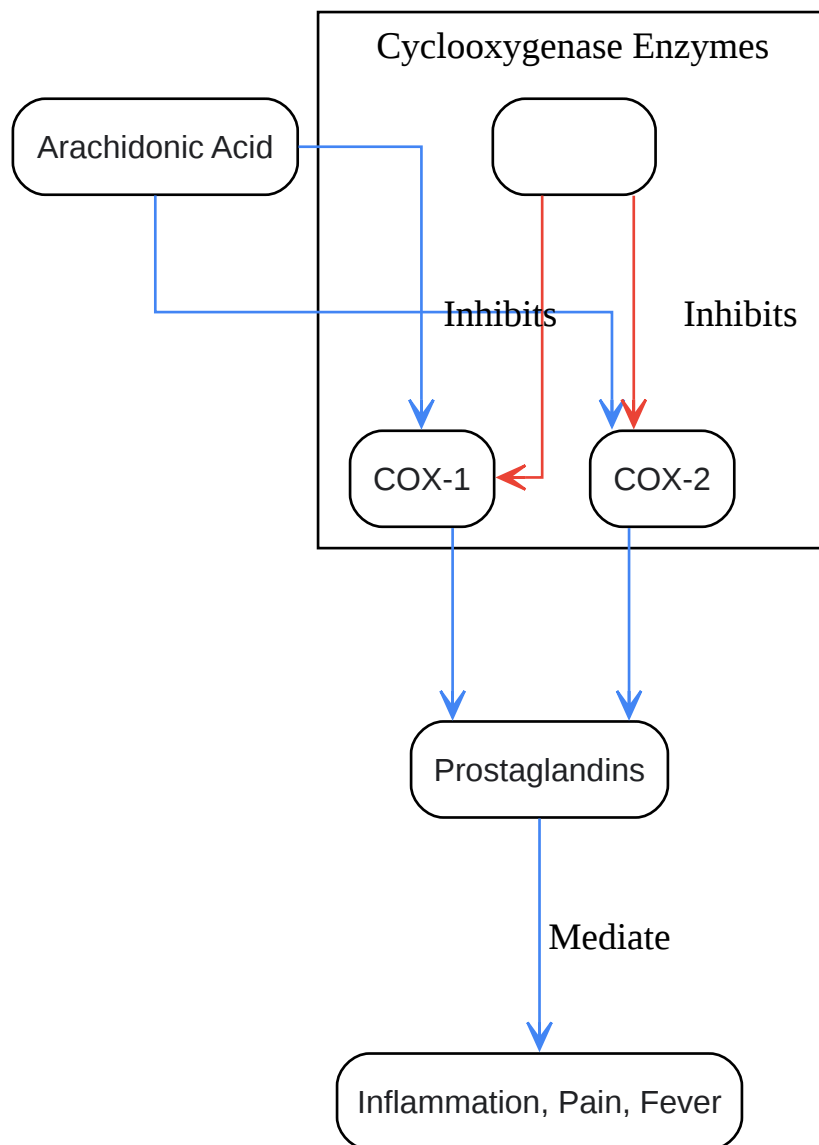 Cyclooxygenase Enzymes
Arachidonic Acid
Inhibits
Inhibits
COX-1
COX-2
Prostaglandins
Mediate
Inflammation, Pain, Fever